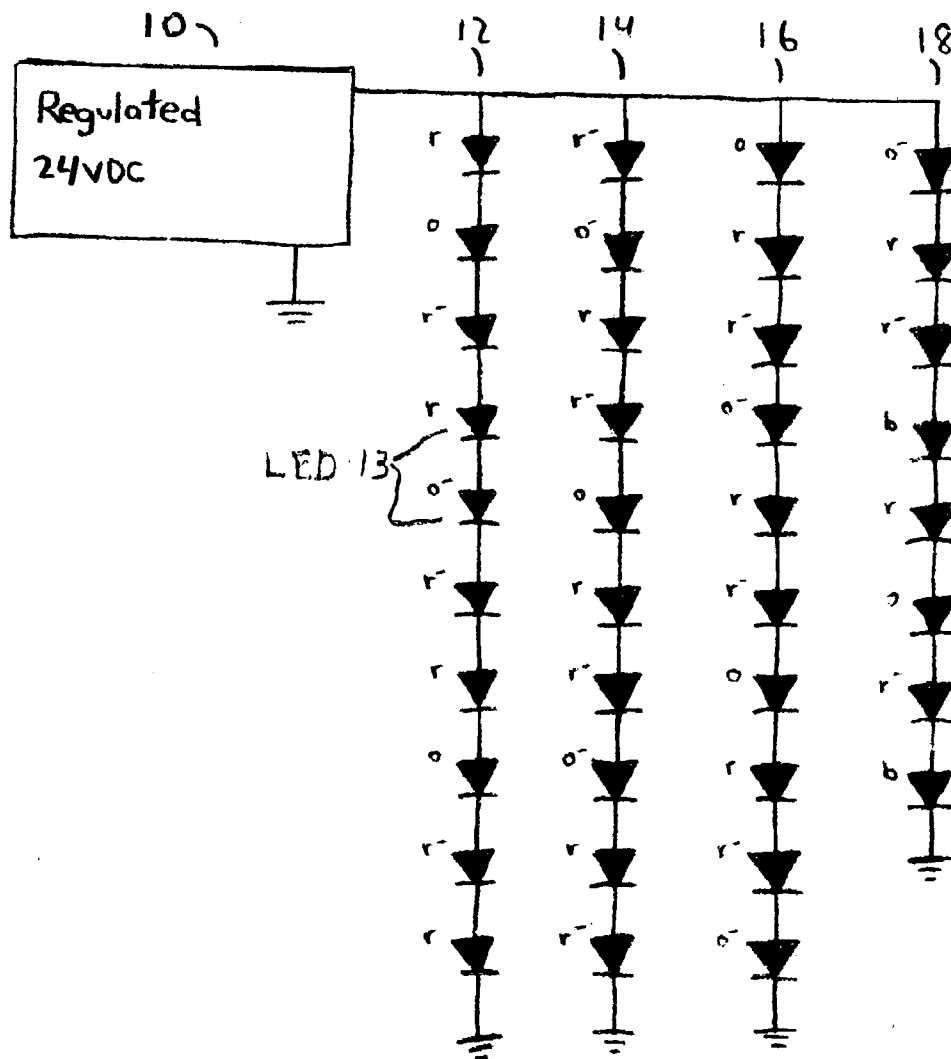 10
12
14
16
18
Regulated
24VDC
r
r-
o
o-
o
o-
r
r
r-
r
r-
r-
r
r-
o-
b
LED 13
o-
o
r
r
r-
r
r-
o
r
r-
o
r-
o
o-
r
b
r-
r
r-
r
r-
o-